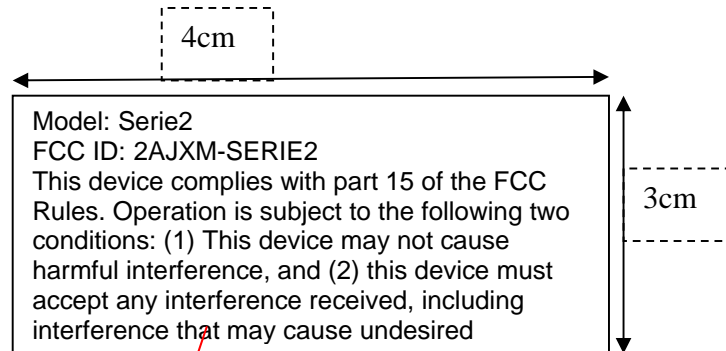 4cm
Model: Serie2
FCC ID: 2AJXM-SERIE2
This device complies with part 15 of the FCC
Rules. Operation is subject to the following two
conditions: (1) This device may not cause
harmful interference, and (2) this device must
accept any interference received, including
interference that may cause undesired
3cm